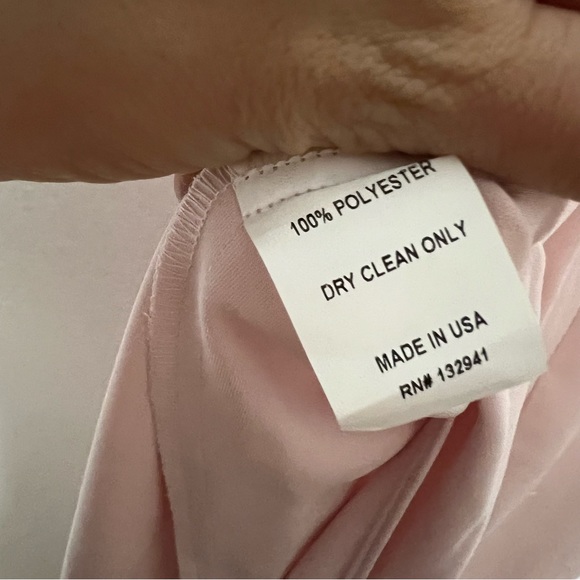 100% POLYESTER
DRY CLEAN ONLY
MADE IN USA
RN# 132941